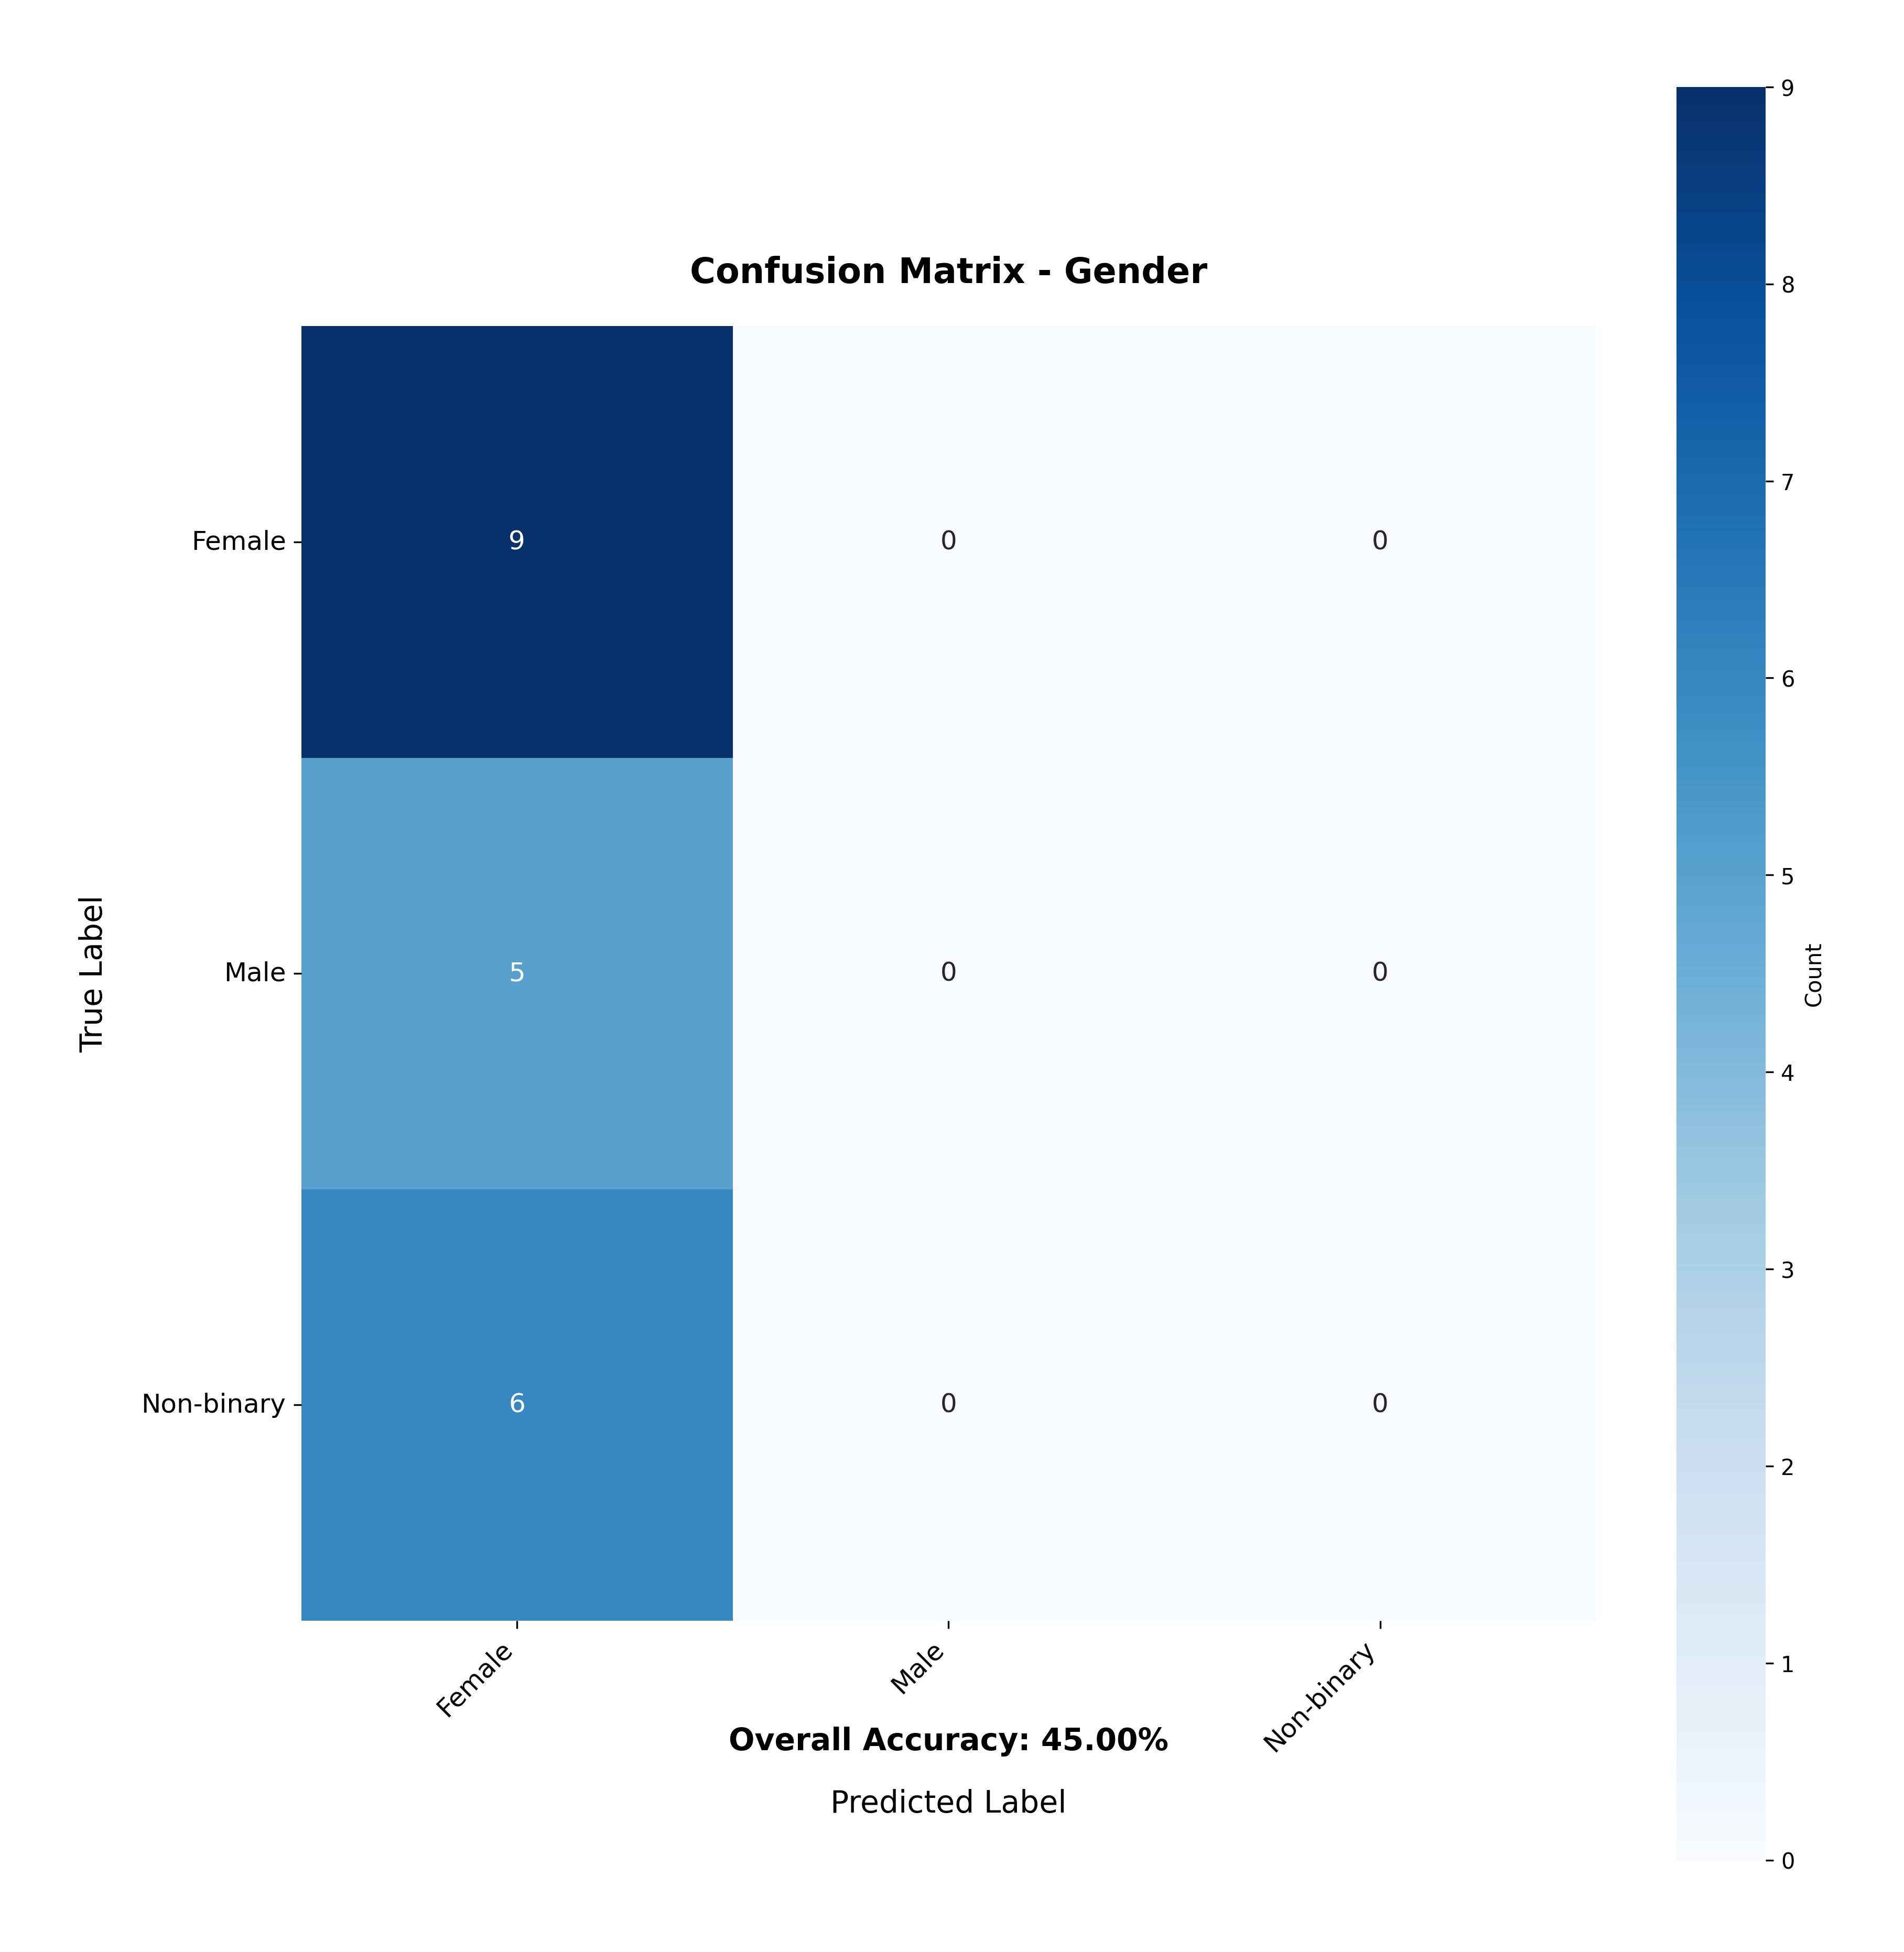 Confusion Matrix - Gender
9
8
7
6
5
4
3
2
1
0
Count
True Label
Female
9 0 0
Male
5 0 0
Non-binary
6 0 0
Female Male Non-binary
Overall Accuracy: 45.00%
Predicted Label